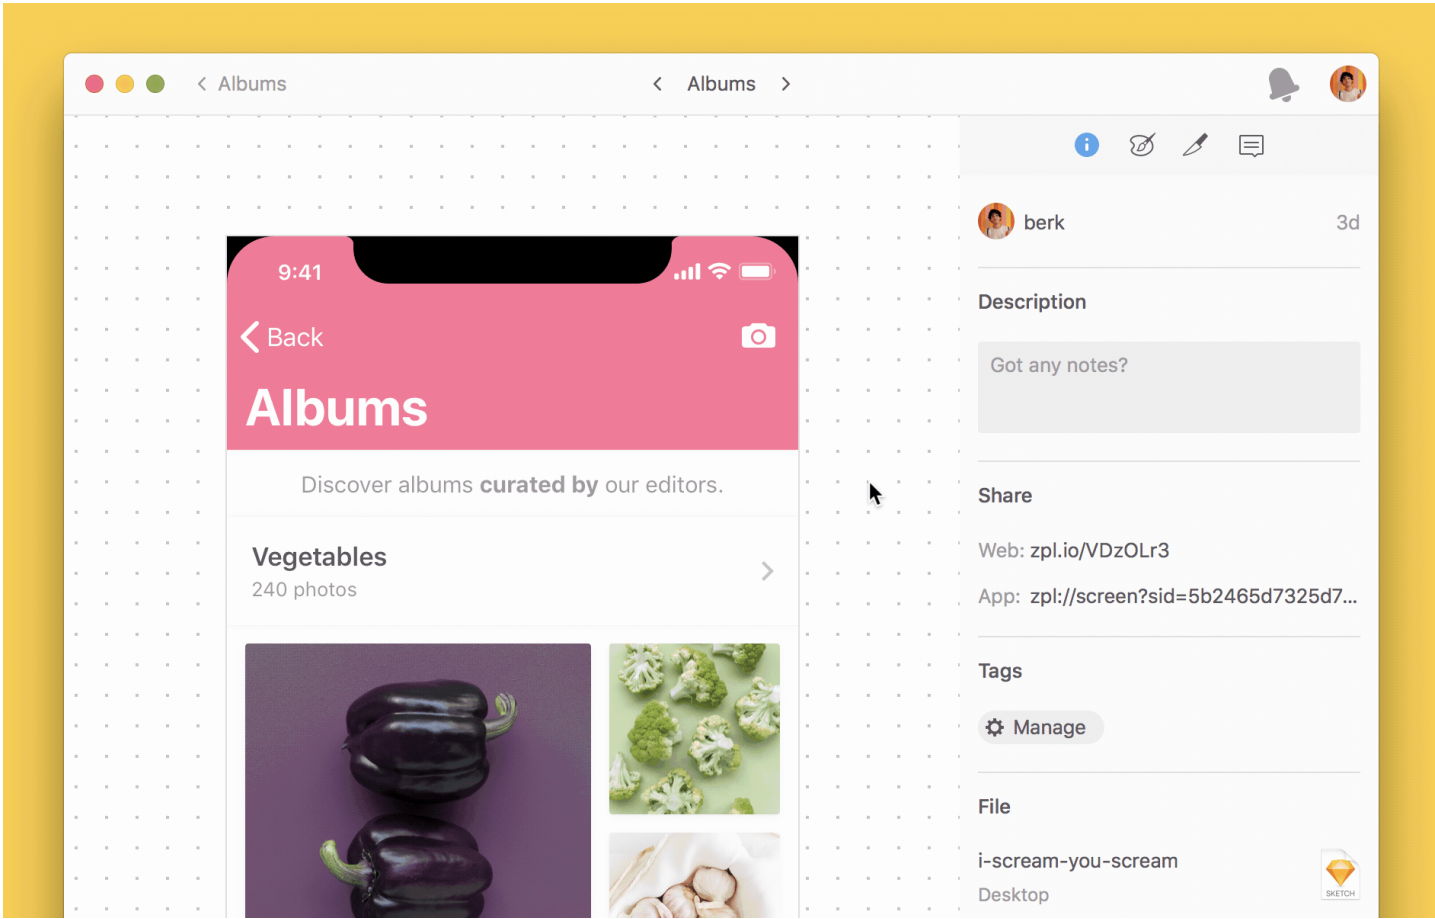 Albums
Albums
berk
3d
Description
Got any notes?
Share
Web: zpl.io/VDzOLr3
App: zpl://screen?sid=5b2465d7325d7...
Tags
Manage
File
i-scream-you-scream
Desktop
SKETCH
9:41
Back
Albums
Discover albums curated by our editors.
Vegetables
240 photos